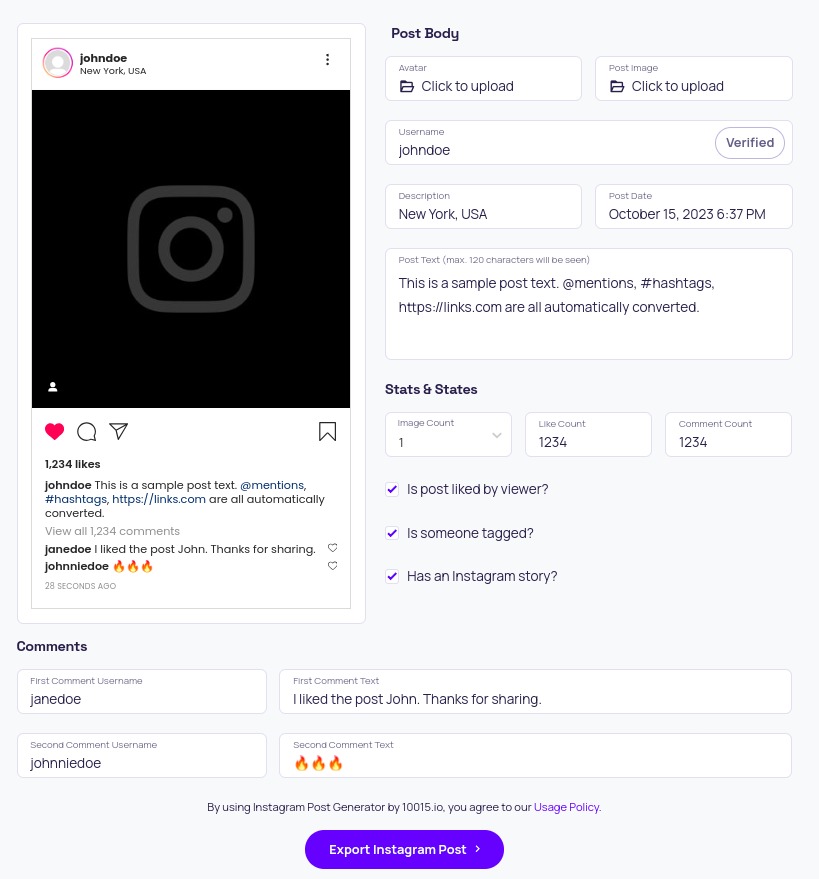 johndoe
New York, USA
1,234 likes
johndoe This is a sample post text. @mentions,
#hashtags, https://links.com are all automatically
converted.
View all 1,234 comments
janedoe I liked the post John. Thanks for sharing.
johnniedoe 🔥🔥🔥
28 SECONDS AGO
Post Body
Avatar
Click to upload
Post Image
Click to upload
Username
johndoe
Verified
Description
New York, USA
Post Date
October 15, 2023 6:37 PM
Post Text (max. 120 characters will be seen)
This is a sample post text. @mentions, #hashtags,
https://links.com are all automatically converted.
Stats & States
Image Count
1
Like Count
1234
Comment Count
1234
Is post liked by viewer?
Is someone tagged?
Has an Instagram story?
Comments
First Comment Username
janedoe
First Comment Text
I liked the post John. Thanks for sharing.
Second Comment Username
johnniedoe
Second Comment Text
🔥🔥🔥
By using Instagram Post Generator by 10015.io, you agree to our Usage Policy.
Export Instagram Post